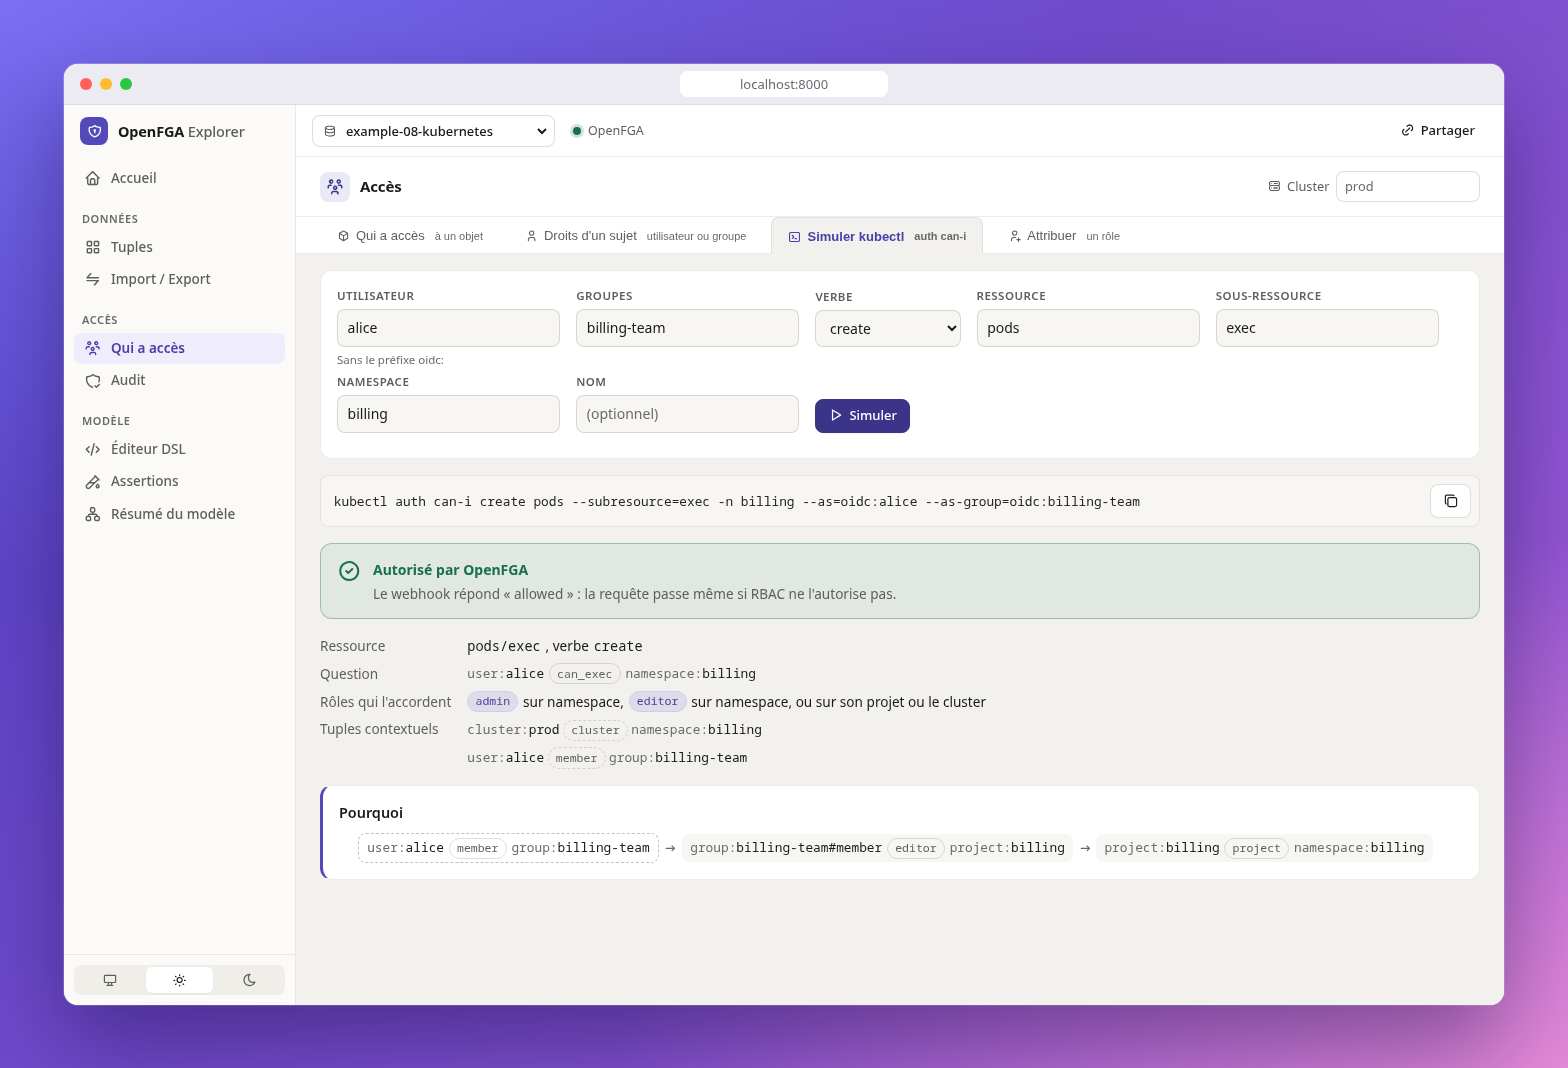 localhost:8000
OpenFGA Explorer
Accueil
DONNÉES
Tuples
Import / Export
ACCÈS
Qui a accès
Audit
MODÈLE
Éditeur DSL
Assertions
Résumé du modèle
example-08-kubernetes
OpenFGA
Partager
Accès
Cluster prod
Qui a accès à un objet
Droits d'un sujet utilisateur ou groupe
Simuler kubectl auth can-i
Attribuer un rôle
UTILISATEUR GROUPES VERBE RESSOURCE SOUS-RESSOURCE
alice billing-team create pods exec
Sans le préfixe oidc:
NAMESPACE NOM
billing (optionnel) Simuler
kubectl auth can-i create pods --subresource=exec -n billing --as=oidc:alice --as-group=oidc:billing-team
Autorisé par OpenFGA
Le webhook répond « allowed » : la requête passe même si RBAC ne l'autorise pas.
Ressource pods/exec , verbe create
Question user:alice can_exec namespace:billing
Rôles qui l'accordent admin sur namespace, editor sur namespace, ou sur son projet ou le cluster
Tuples contextuels cluster:prod cluster namespace:billing
user:alice member group:billing-team
Pourquoi
user:alice member group:billing-team → group:billing-team#member editor project:billing → project:billing project namespace:billing